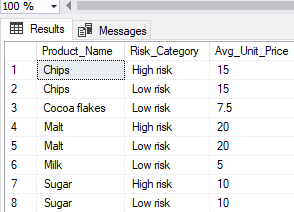 100 %
Results Messages
Product_Name Risk_Category Avg_Unit_Price
1 Chips High risk 15
2 Chips Low risk 15
3 Cocoa flakes Low risk 7.5
4 Malt High risk 20
5 Malt Low risk 20
6 Milk Low risk 5
7 Sugar High risk 10
8 Sugar Low risk 10